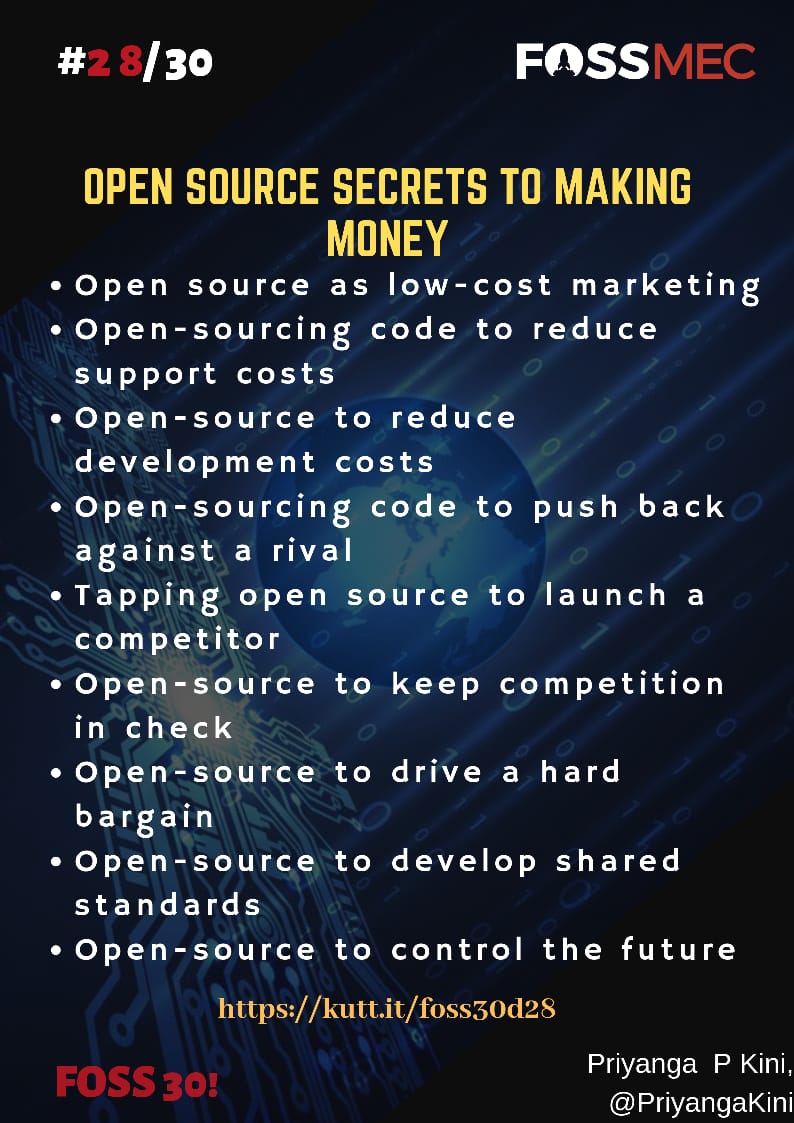 #28/30
FOSSMEC
OPEN SOURCE SECRETS TO MAKING
MONEY
• Open source as low-cost marketing
• Open-sourcing code to reduce
support costs
• Open-source to reduce
development costs
• Open-sourcing code to push back
against a rival
• Tapping open source to launch a
competitor
• Open-source to keep competition
in check
• Open-source to drive a hard
bargain
• Open-source to develop shared
standards
• Open-source to control the future
https://kutt.it/foss30d28
Priyanga P Kini,
@PriyangaKini
FOSS 30!